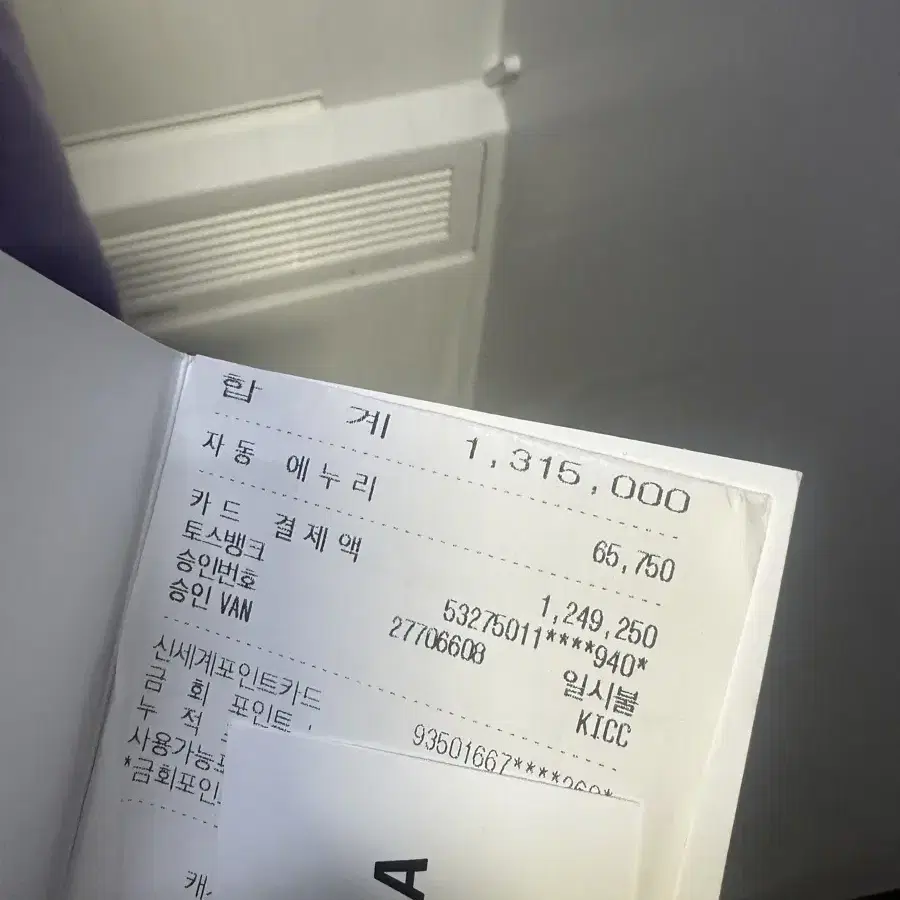 합 계 1,315,000
자동 에누리 65,750
카드 결제액 1,249,250
토스뱅크 53275011****940*
승인번호 27706608 일시불
승인 VAN KICC
신세계포인트카드 93501667****260*
금 회 포인트
누 적
사용가능
*금회포인
A